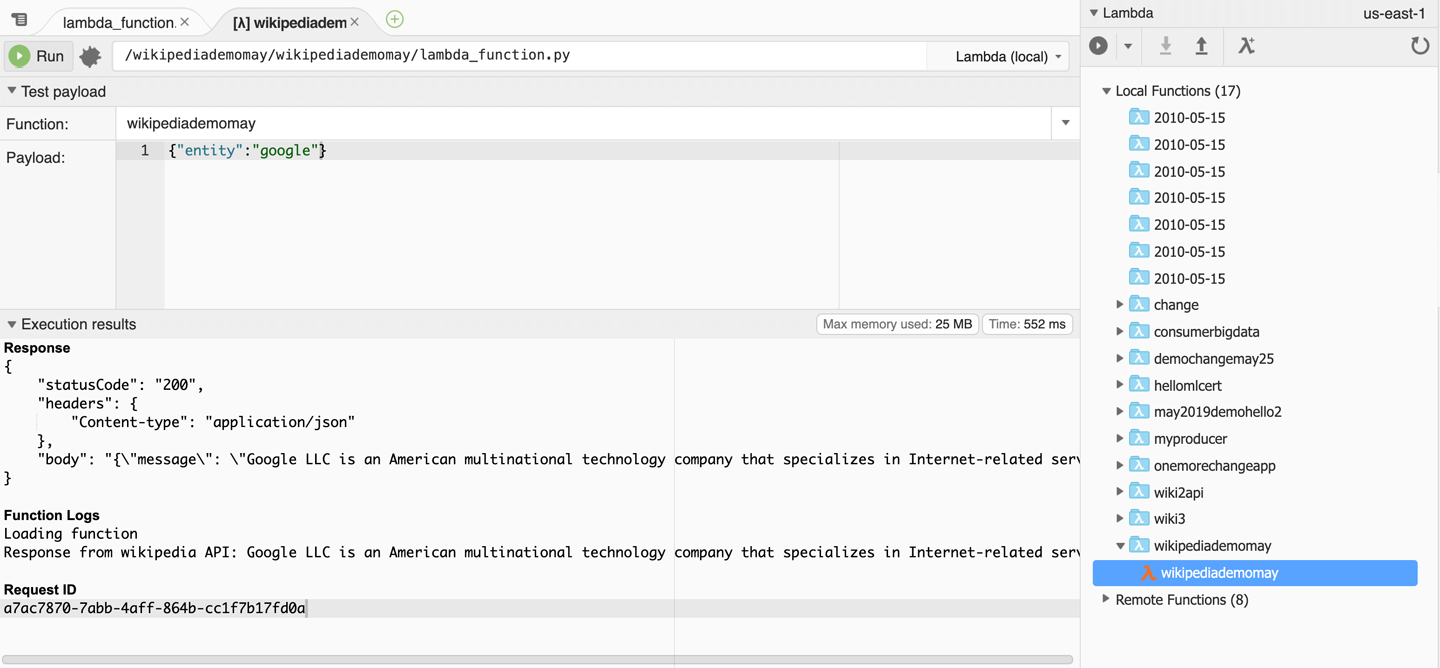 lambda_function.
[λ] wikipediadem
Run
/wikipediademomay/wikipediademomay/lambda_function.py
Lambda (local)
Test payload
Function:
wikipediademomay
Payload:
1 {"entity":"google"}
Execution results
Max memory used: 25 MB
Time: 552 ms
Response
{
"statusCode": "200",
"headers": {
"Content-type": "application/json"
},
"body": "{\"message\": \"Google LLC is an American multinational technology company that specializes in Internet-related
}
Function Logs
Loading function
Response from wikipedia API: Google LLC is an American multinational technology company that specializes in Internet-related
Request ID
a7ac7870-7abb-4aff-864b-cc1f7b17fd0a
Lambda
us-east-1
Local Functions (17)
λ 2010-05-15
λ 2010-05-15
λ 2010-05-15
λ 2010-05-15
λ 2010-05-15
λ 2010-05-15
λ 2010-05-15
λ change
λ consumerbigdata
λ demochangemay25
λ hellomlcert
λ may2019demohello2
λ myproducer
λ onemorechangeapp
λ wiki2api
λ wiki3
λ wikipediademomay
λ wikipediademomay
Remote Functions (8)